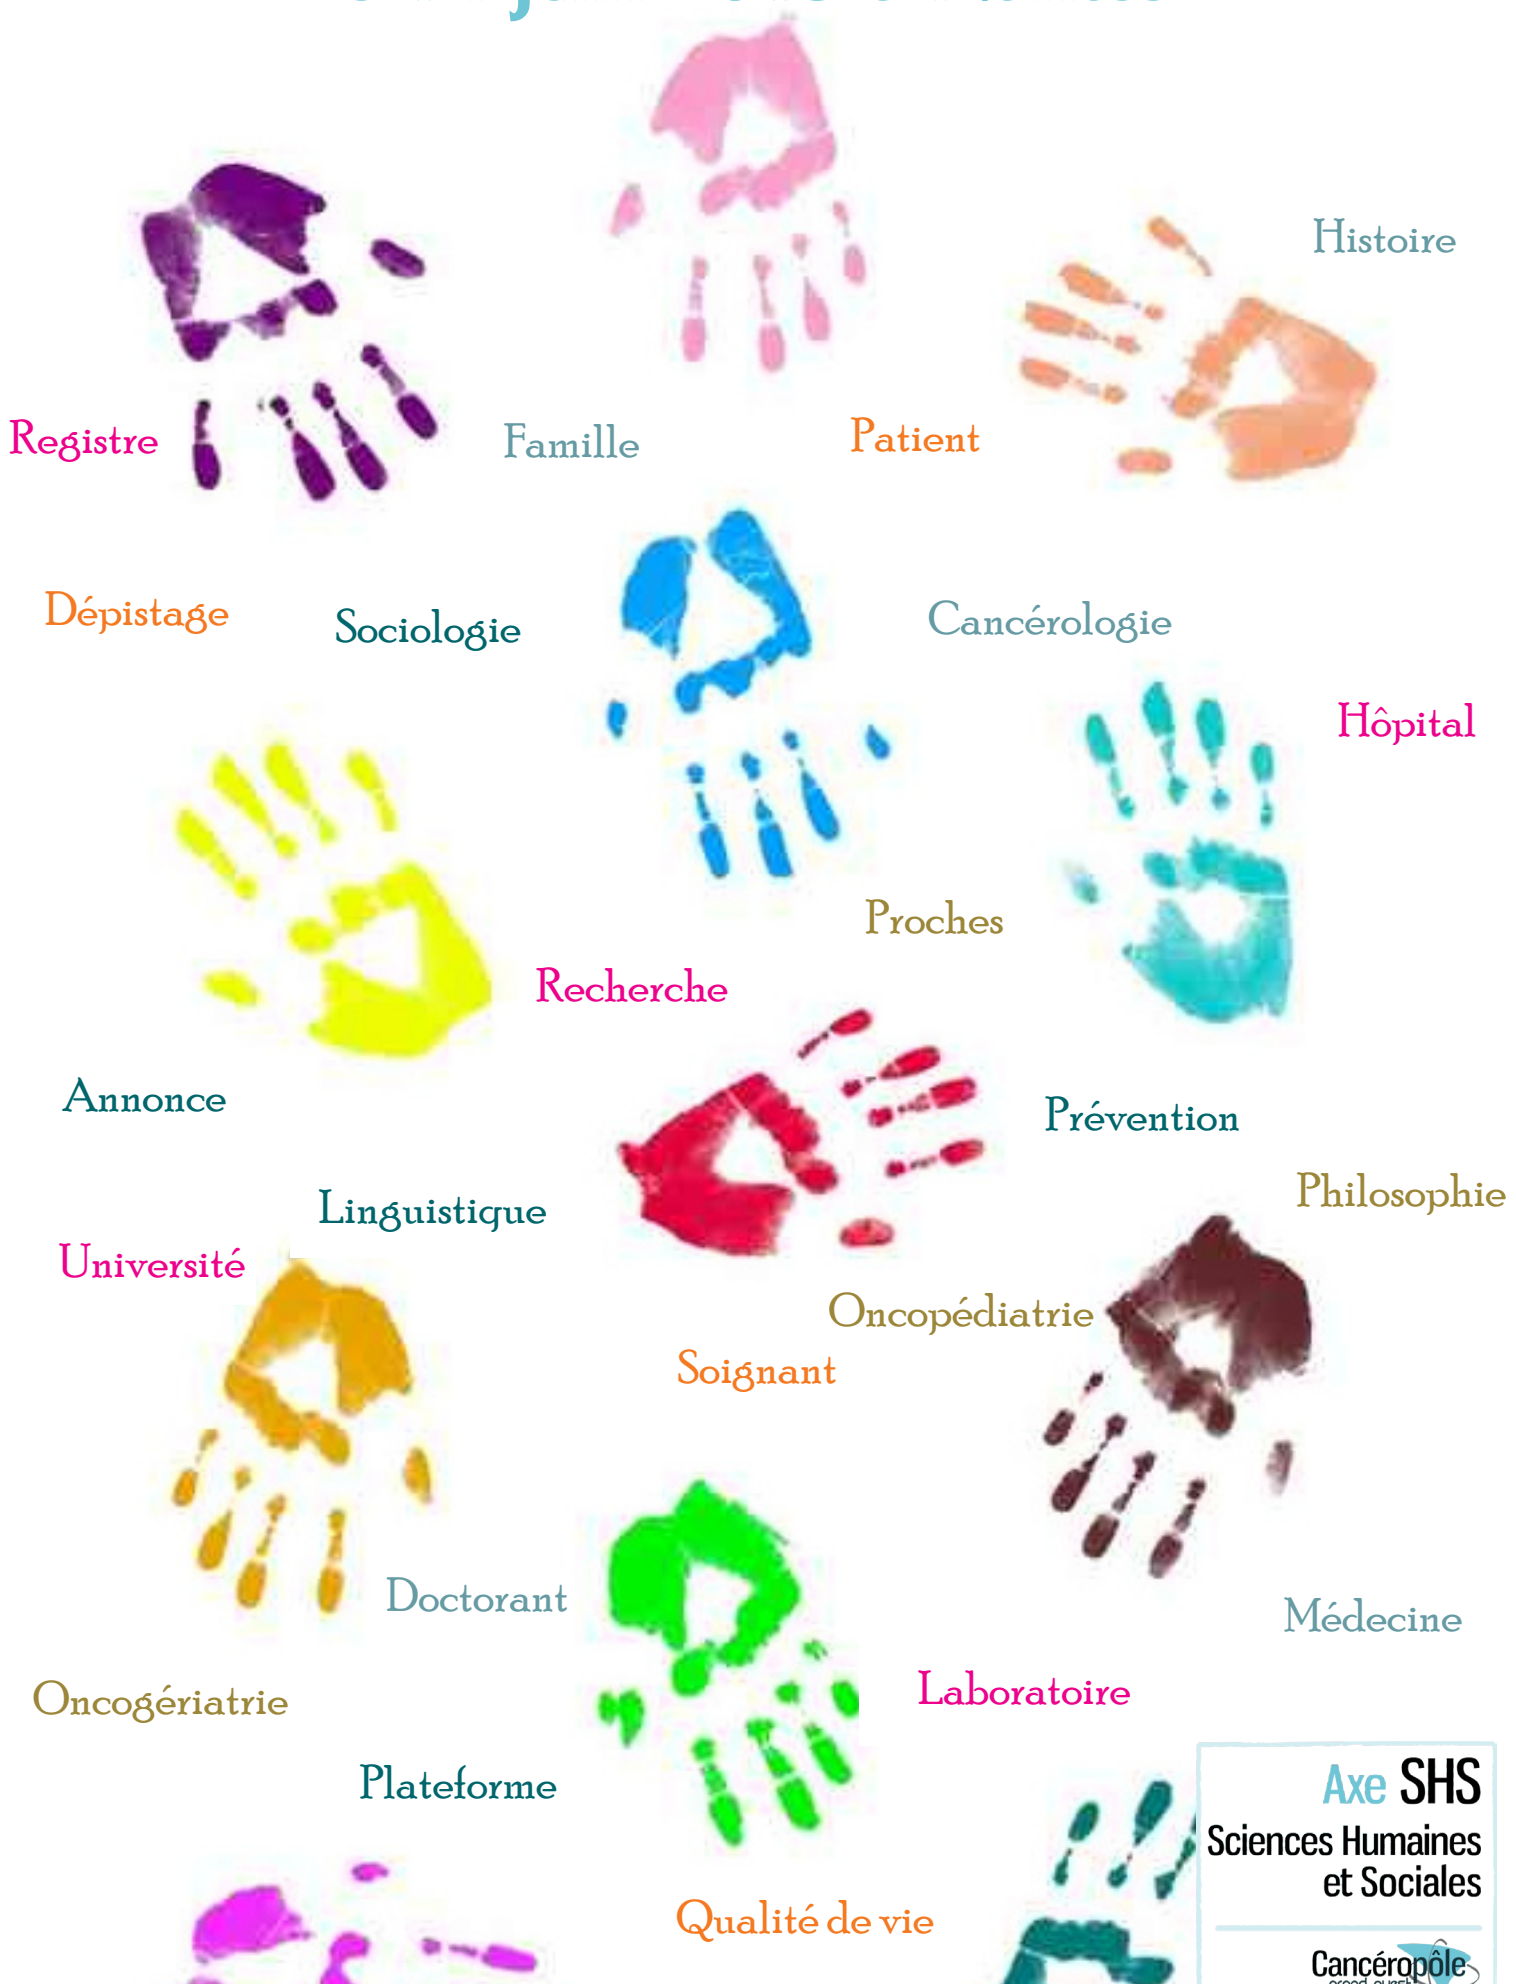 Histoire
Registre
Famille
Patient
Dépistage
Sociologie
Cancérologie
Hôpital
Proches
Recherche
Annonce
Prévention
Philosophie
Linguistique
Université
Oncopédiatrie
Soignant
Doctorant
Médecine
Oncogériatrie
Laboratoire
Plateforme
Axe SHS
Sciences Humaines
et Sociales
Qualité de vie
Cancéropôle